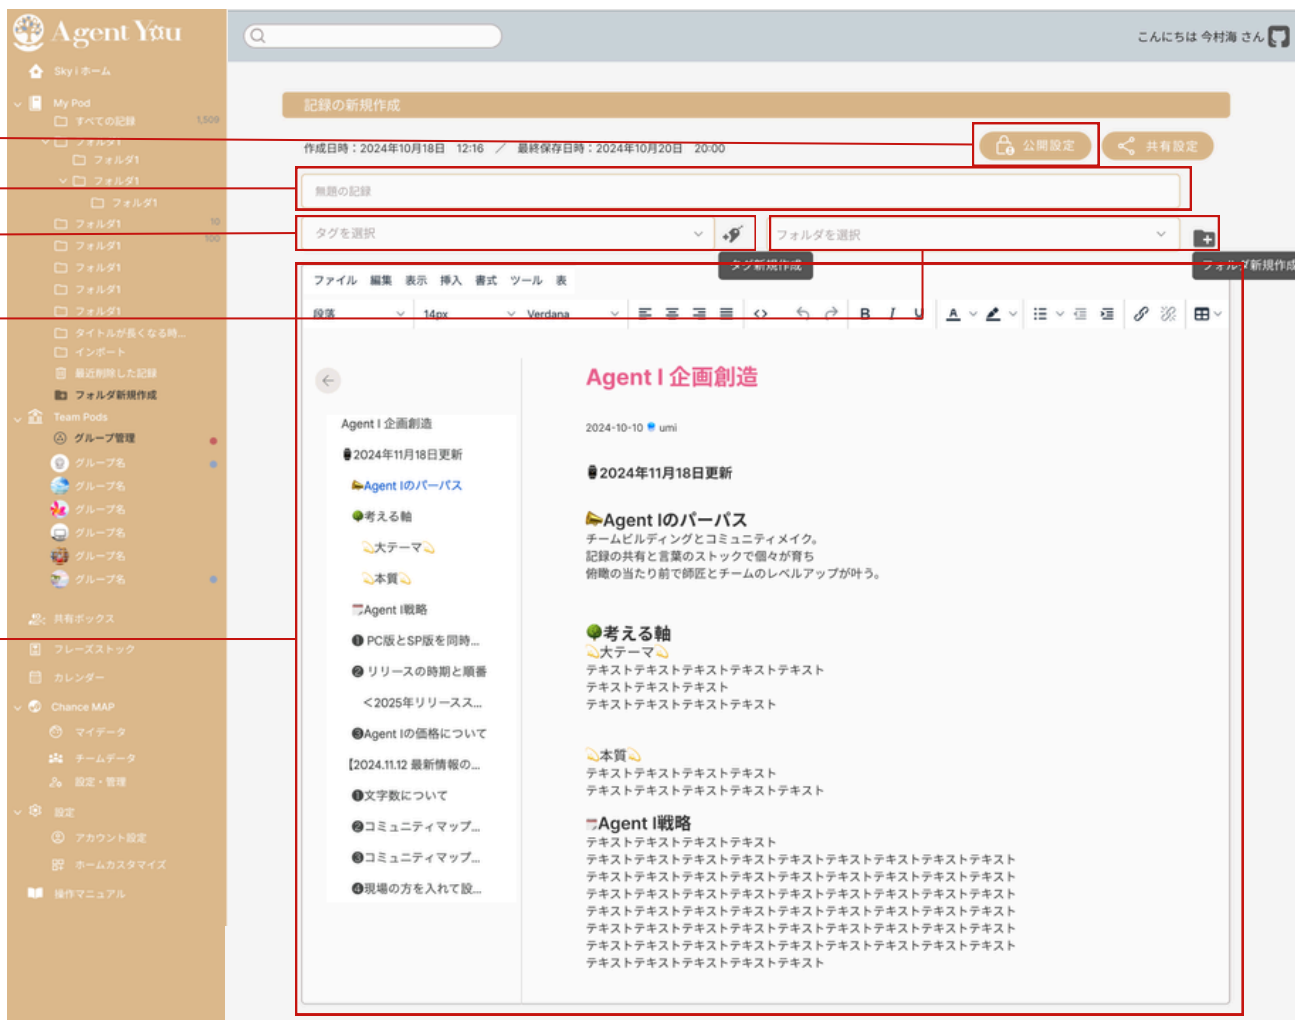 Agent You
こんにちは 今村海 さん
Sky i ホーム
My Pod
すべての記録 1,509
フォルダ1
フォルダ1
フォルダ1
フォルダ1
フォルダ1 10
フォルダ1 100
フォルダ1
フォルダ1
フォルダ1
タイトルが長くなる時...
インポート
最近削除した記録
フォルダ新規作成
Team Pods
グループ管理
グループ名
グループ名
グループ名
グループ名
グループ名
グループ名
共有ボックス
フレーズストック
カレンダー
Chance MAP
マイデータ
チームデータ
設定・管理
設定
アカウント設定
ホームカスタマイズ
操作マニュアル
記録の新規作成
作成日時：2024年10月18日 12:16 ／ 最終保存日時：2024年10月20日 20:00
公開設定
共有設定
無題の記録
タグを選択
フォルダを選択
タグ新規作成
フォルダ新規作成
ファイル 編集 表示 挿入 書式 ツール 表
段落 14px Verdana B I U A
Agent I 企画創造
2024年11月18日更新
Agent Iのパーパス
考える軸
大テーマ
本質
Agent I戦略
❶ PC版とSP版を同時...
❷ リリースの時期と順番
＜2025年リリースス...
❸Agent Iの価格について
【2024.11.12 最新情報の...
❶文字数について
❷コミュニティマップ...
❸コミュニティマップ...
❹現場の方を入れて設...
Agent I 企画創造
2024-10-10 umi
2024年11月18日更新
Agent Iのパーパス
チームビルディングとコミュニティメイク。
記録の共有と言葉のストックで個々が育ち
俯瞰の当たり前で師匠とチームのレベルアップが叶う。
考える軸
大テーマ
テキストテキストテキストテキストテキスト
テキストテキストテキスト
テキストテキストテキストテキスト
本質
テキストテキストテキストテキスト
テキストテキストテキストテキストテキスト
Agent I戦略
テキストテキストテキストテキスト
テキストテキストテキストテキストテキストテキストテキストテキストテキスト
テキストテキストテキストテキストテキストテキストテキストテキストテキスト
テキストテキストテキストテキストテキストテキストテキストテキストテキスト
テキストテキストテキストテキストテキストテキストテキストテキストテキスト
テキストテキストテキストテキストテキストテキストテキストテキストテキスト
テキストテキストテキストテキストテキストテキストテキストテキストテキスト
テキストテキストテキストテキストテキスト